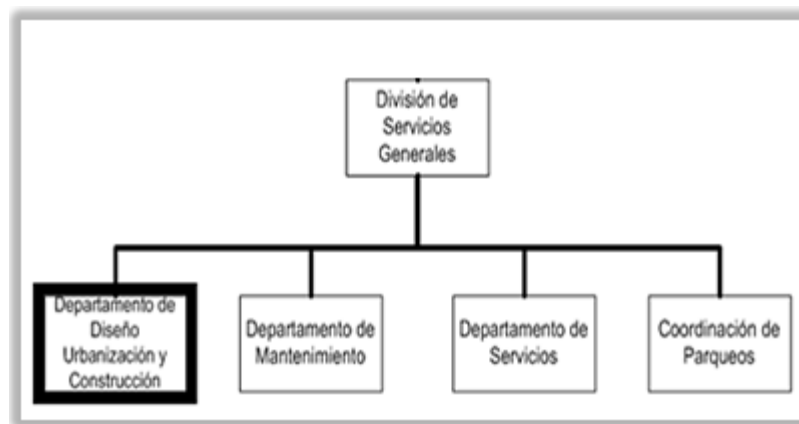 División de
Servicios
Generales
Departamento de
Diseño
Urbanización y
Construcción
Departamento de
Mantenimiento
Departamento de
Servicios
Coordinación de
Parqueos